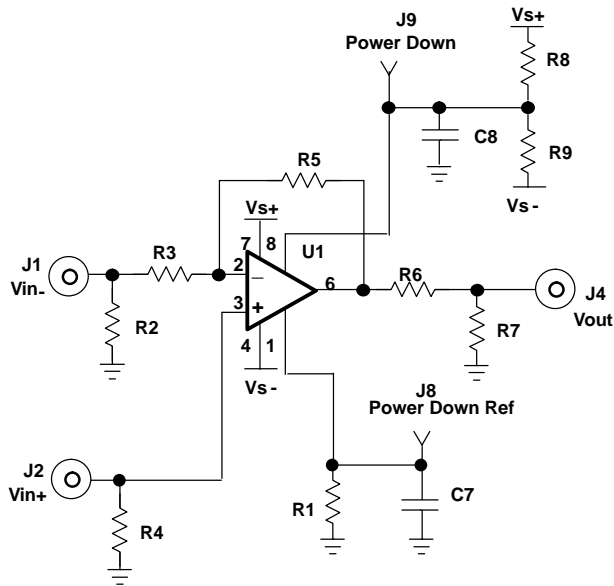 J9
Power Down
Vs+
R8
C8
R9
Vs -
R5
Vs+
7 8
U1
J1
Vin-
R3
2
–
6
R6
J4
Vout
R2
3
+
R7
4 1
Vs -
J8
Power Down Ref
J2
Vin+
R4
R1
C7